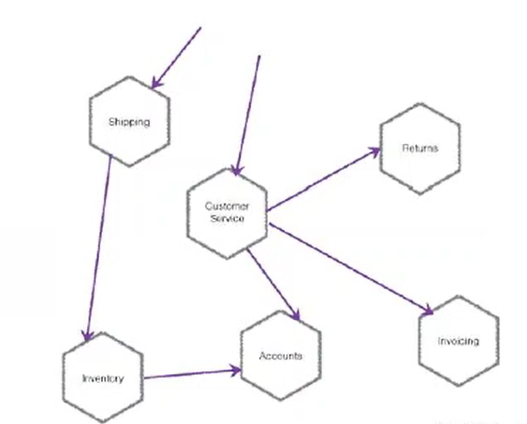 Shipping
Returns
Customer
Service
Invoicing
Accounts
Inventory